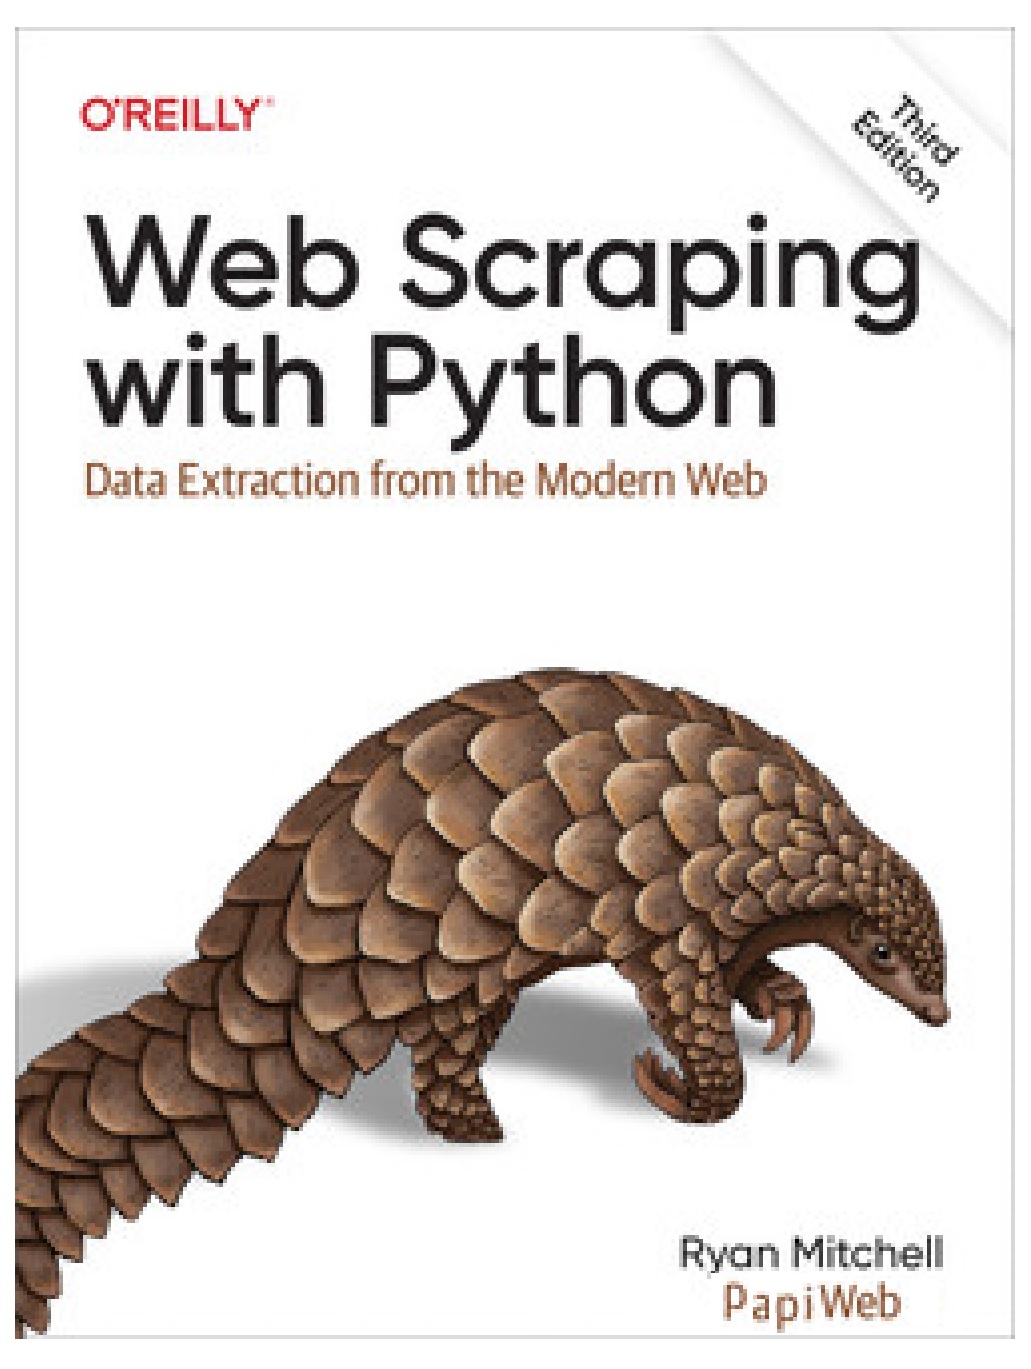 O'REILLY®
Third
Edition
Web Scraping
with Python
Data Extraction from the Modern Web
Ryan Mitchell
PapiWeb